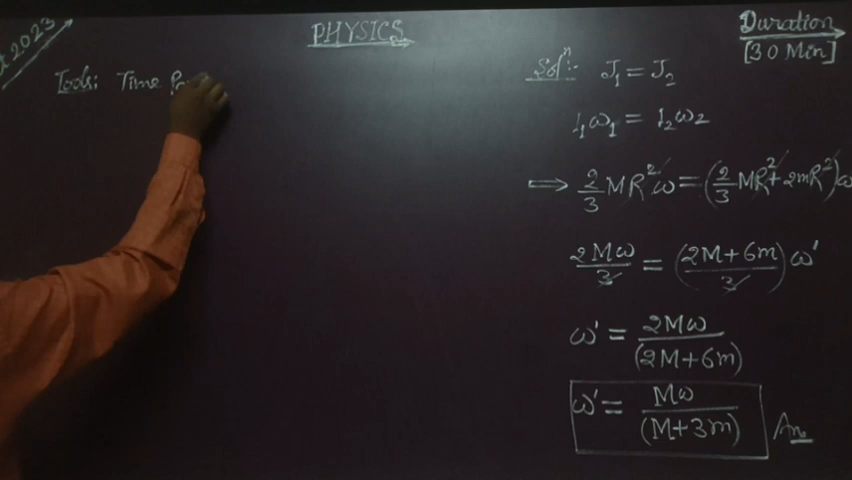 2023
PHYSICS
Duration
[30 Min]
Tools: Time
Solⁿ:- J₁ = J₂
I₁ω₁ = I₂ω₂
⇒ 2/3 MR²ω = (2/3 MR² + 2mR²)ω
2Mω/3 = (2M+6m/3)ω'
ω' = 2Mω/(2M+6m)
ω' = Mω/(M+3m) Ans